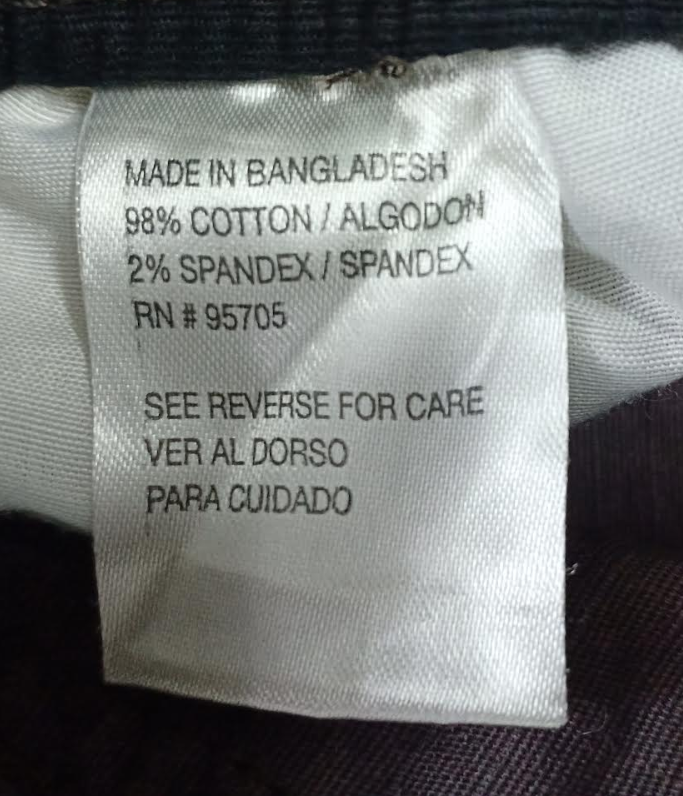 MADE IN BANGLADESH
98% COTTON / ALGODON
2% SPANDEX / SPANDEX
RN # 95705
SEE REVERSE FOR CARE
VER AL DORSO
PARA CUIDADO